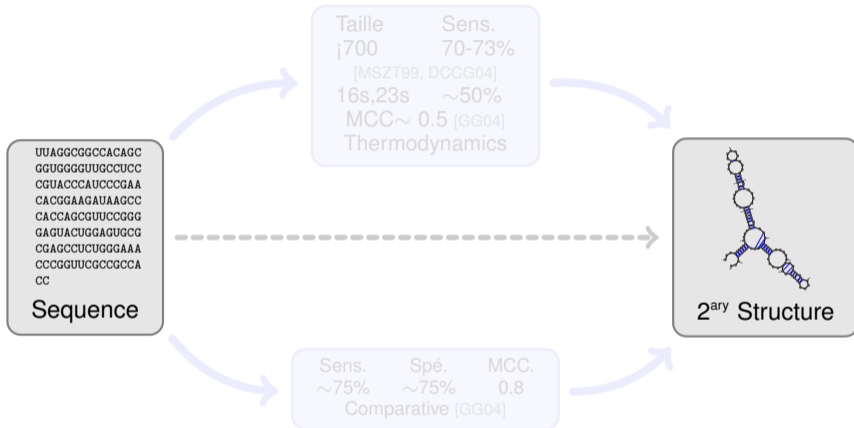 Taille Sens.
¡700 70-73%
[MSZT99, DCCG04]
16s,23s ∼50%
MCC∼ 0.5 [GG04]
Thermodynamics
UUAGGCGGCCACAGC
GGUGGGGUUGCCUCC
CGUACCCAUCCCGAA
CACGGAAGAUAAGCC
CACCAGCGUUCCGGG
GAGUACUGGAGUGCG
CGAGCCUCUGGGAAA
CCCGGUUCGCCGCCA
CC
Sequence
2ary Structure
Sens. Spé. MCC.
∼75% ∼75% 0.8
Comparative [GG04]